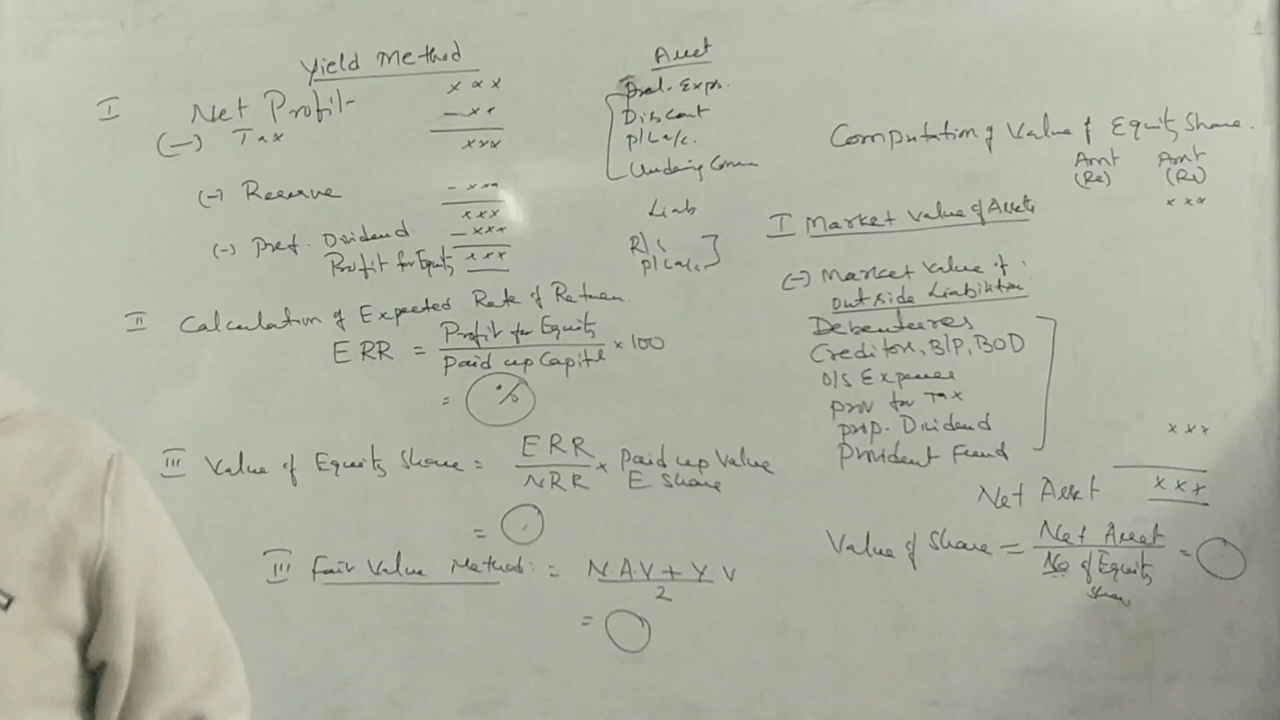 Yield Method
I Net Profit x x x
(-) Tax - x x
x x x
(-) Reserve - x x x
x x x
(-) Pref. Dividend - x x x
Profit for Equity x x x
II Calculation of Expected Rate of Return.
ERR = Profit for Equity / Paid up Capital × 100
= %
III Value of Equity Share = ERR / NRR × Paid up Value E Share
=
III Fair Value Method := NAV + YV / 2
=
Asset
Prel. Exps.
Discount
P/L a/c.
Liab
R/S
P/L a/c
Computation of Value of Equity Share.
Amt (Rs) Amt (Rs)
I Market Value of Assets x x x
(-) Market Value of
outside Liabilities
Debentures
Creditors, B/P, BOD
O/S Expense
prov for Tax
prop. Dividend x x x
Provident Fund
Net Asset x x x
Value of Share = Net Asset / No of Equity Share =